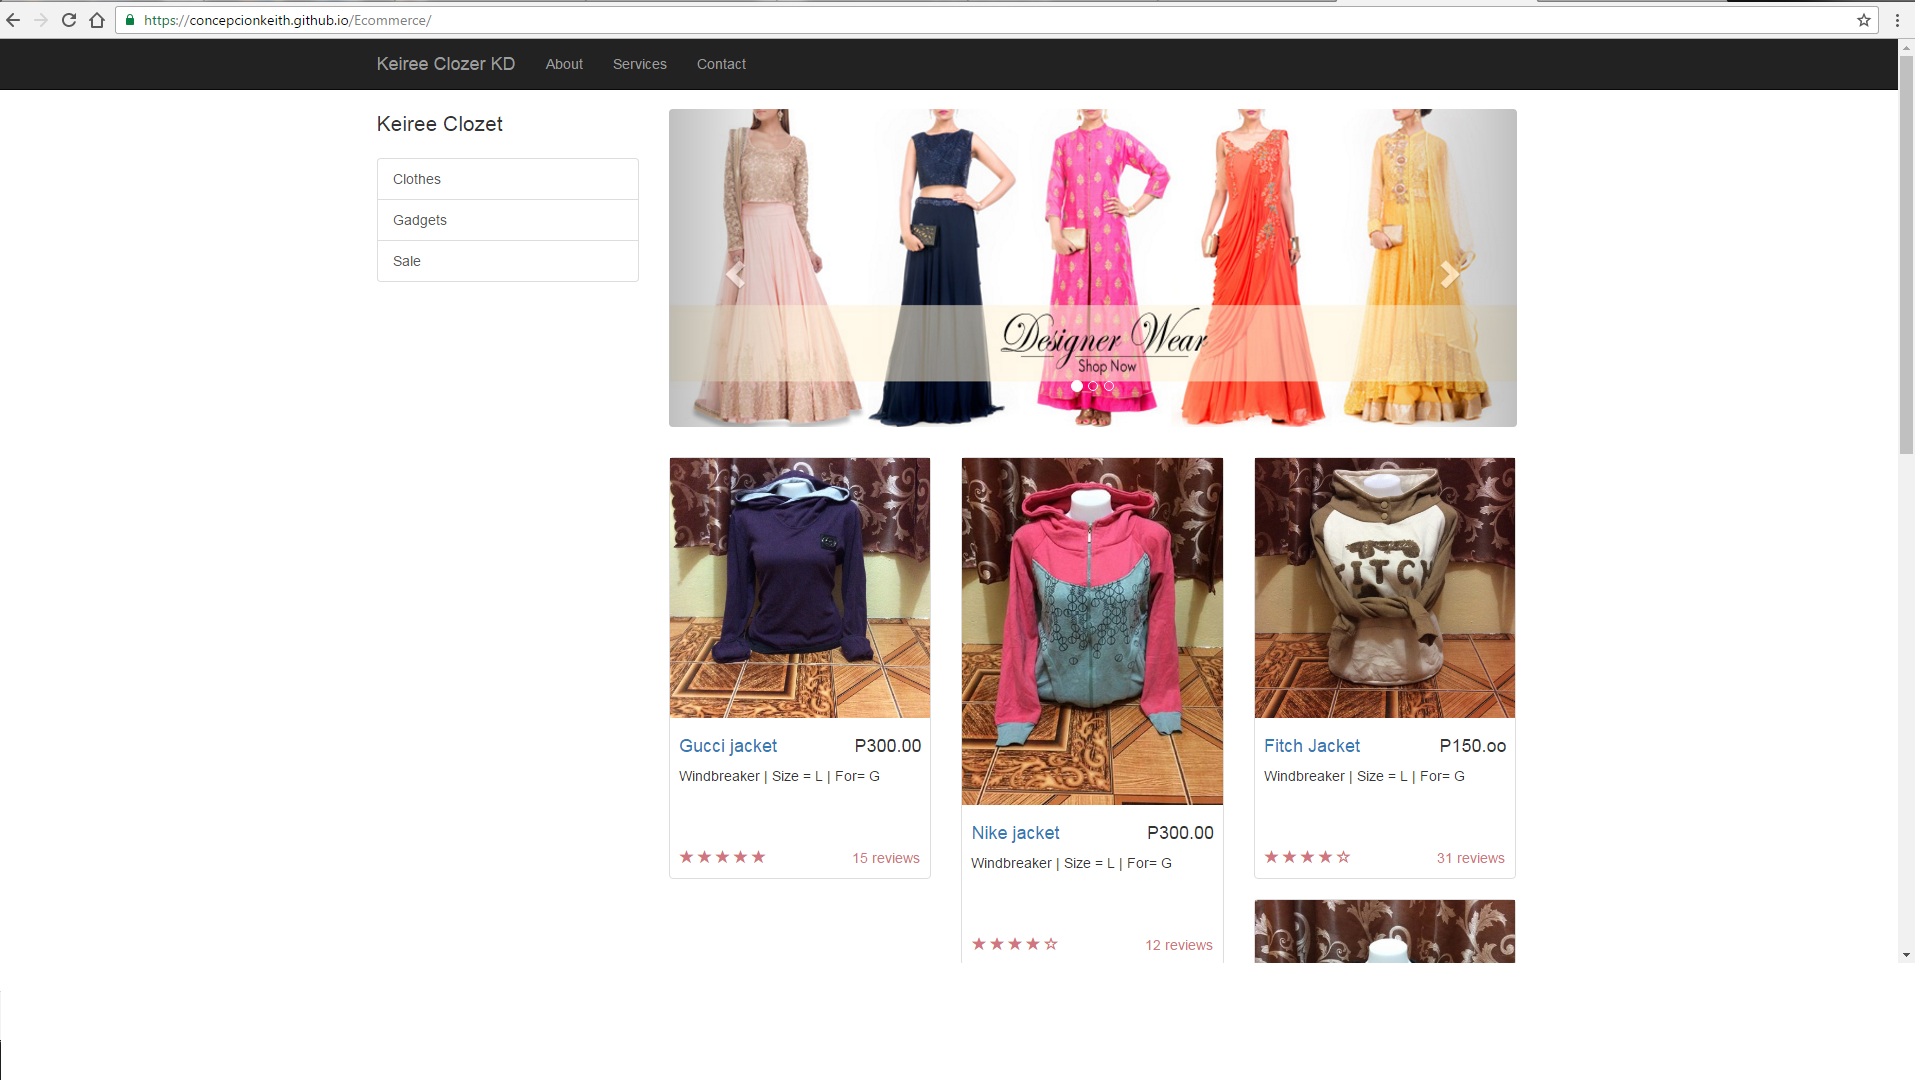 https://concepcionkeith.github.io/Ecommerce/
Keiree Clozer KD About Services Contact
Keiree Clozet
Clothes
Gadgets
Sale
Designer Wear
Shop Now
FITCH
Gucci jacket P300.00
Windbreaker | Size = L | For= G
15 reviews
Nike jacket P300.00
Windbreaker | Size = L | For= G
12 reviews
Fitch Jacket P150.oo
Windbreaker | Size = L | For= G
31 reviews